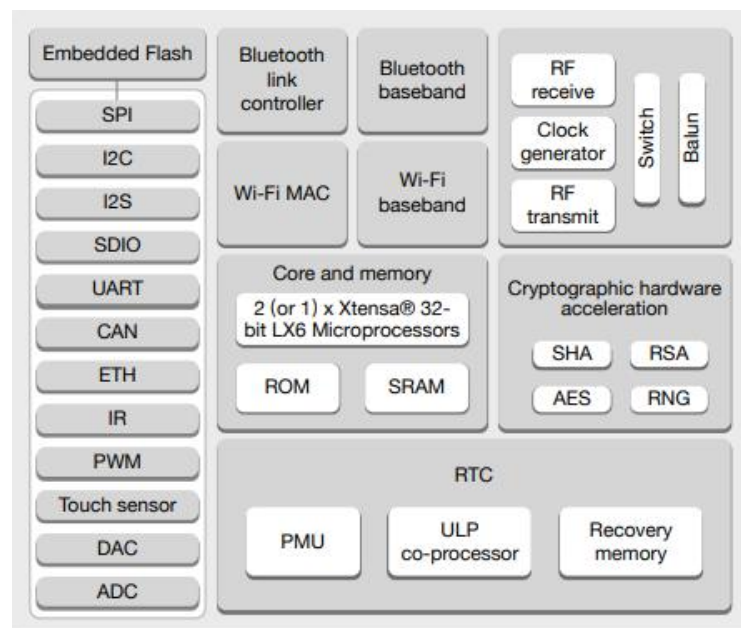 Embedded Flash
SPI
I2C
I2S
SDIO
UART
CAN
ETH
IR
PWM
Touch sensor
DAC
ADC
Bluetooth
link
controller
Bluetooth
baseband
Wi-Fi MAC
Wi-Fi
baseband
RF
receive
Clock
generator
RF
transmit
Switch
Balun
Core and memory
2 (or 1) x Xtensa® 32-
bit LX6 Microprocessors
ROM
SRAM
Cryptographic hardware
acceleration
SHA
RSA
AES
RNG
RTC
PMU
ULP
co-processor
Recovery
memory